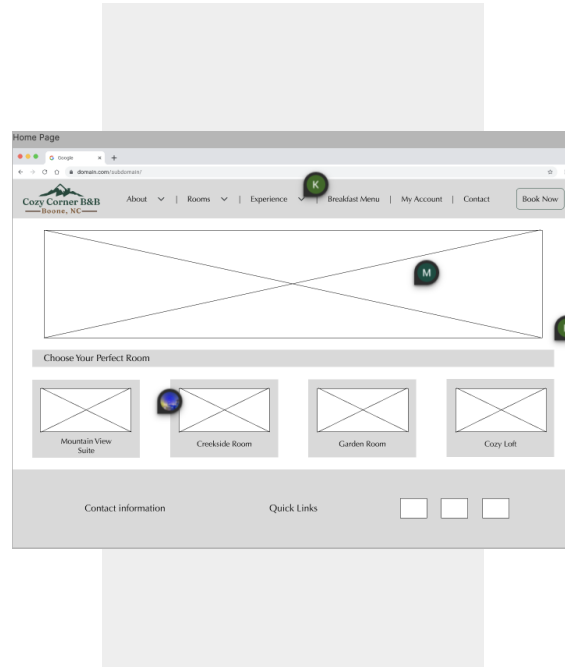 Home Page
Google
domain.com/subdomain/
Cozy Corner B&B
Boone, NC
About | Rooms | Experience | Breakfast Menu | My Account | Contact
Book Now
K
M
Choose Your Perfect Room
Mountain View
Suite
Creekside Room
Garden Room
Cozy Loft
Contact information
Quick Links